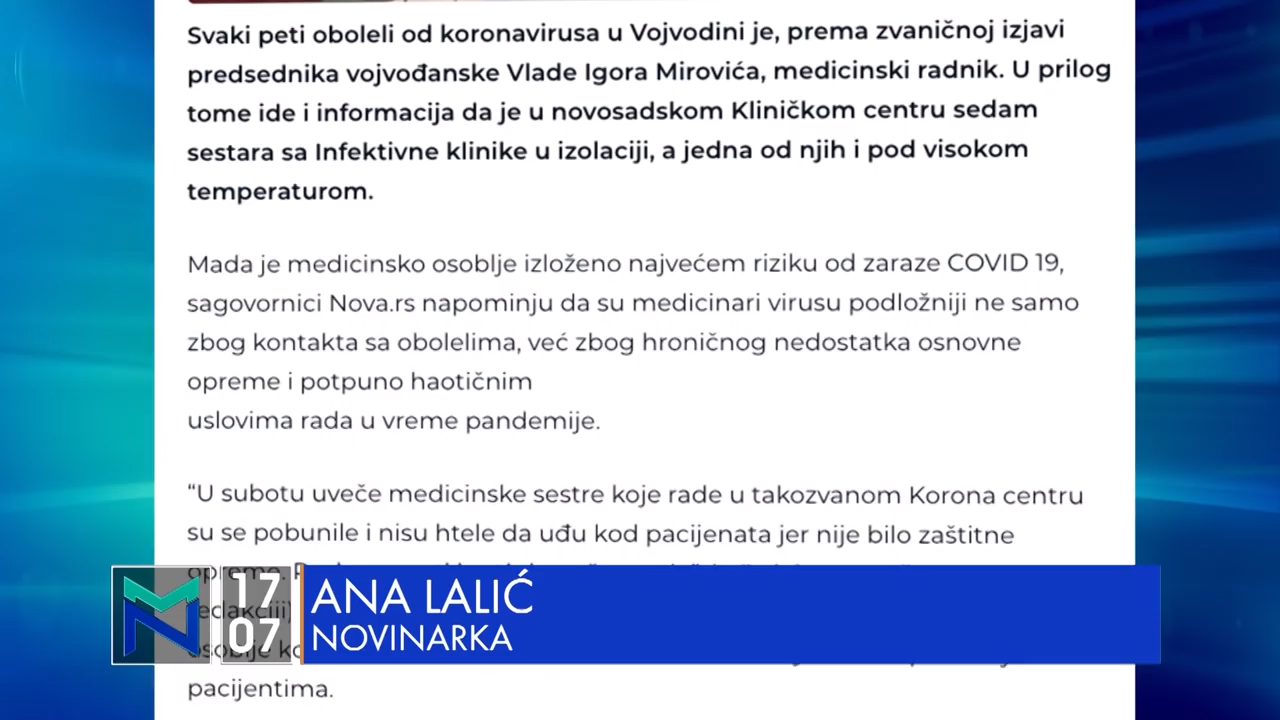 Svaki peti oboleli od koronavirusa u Vojvodini je, prema zvaničnoj izjavi
predsednika vojvođanske Vlade Igora Mirovića, medicinski radnik. U prilog
tome ide i informacija da je u novosadskom Kliničkom centru sedam
sestara sa Infektivne klinike u izolaciji, a jedna od njih i pod visokom
temperaturom.
Mada je medicinsko osoblje izloženo najvećem riziku od zaraze COVID 19,
sagovornici Nova.rs napominju da su medicinari virusu podložniji ne samo
zbog kontakta sa obolelima, već zbog hroničnog nedostatka osnovne
opreme i potpuno haotičnim
uslovima rada u vreme pandemije.
“U subotu uveče medicinske sestre koje rade u takozvanom Korona centru
su se pobunile i nisu htele da uđu kod pacijenata jer nije bilo zaštitne
opreme.
17
07
ANA LALIĆ
NOVINARKA
pacijentima.